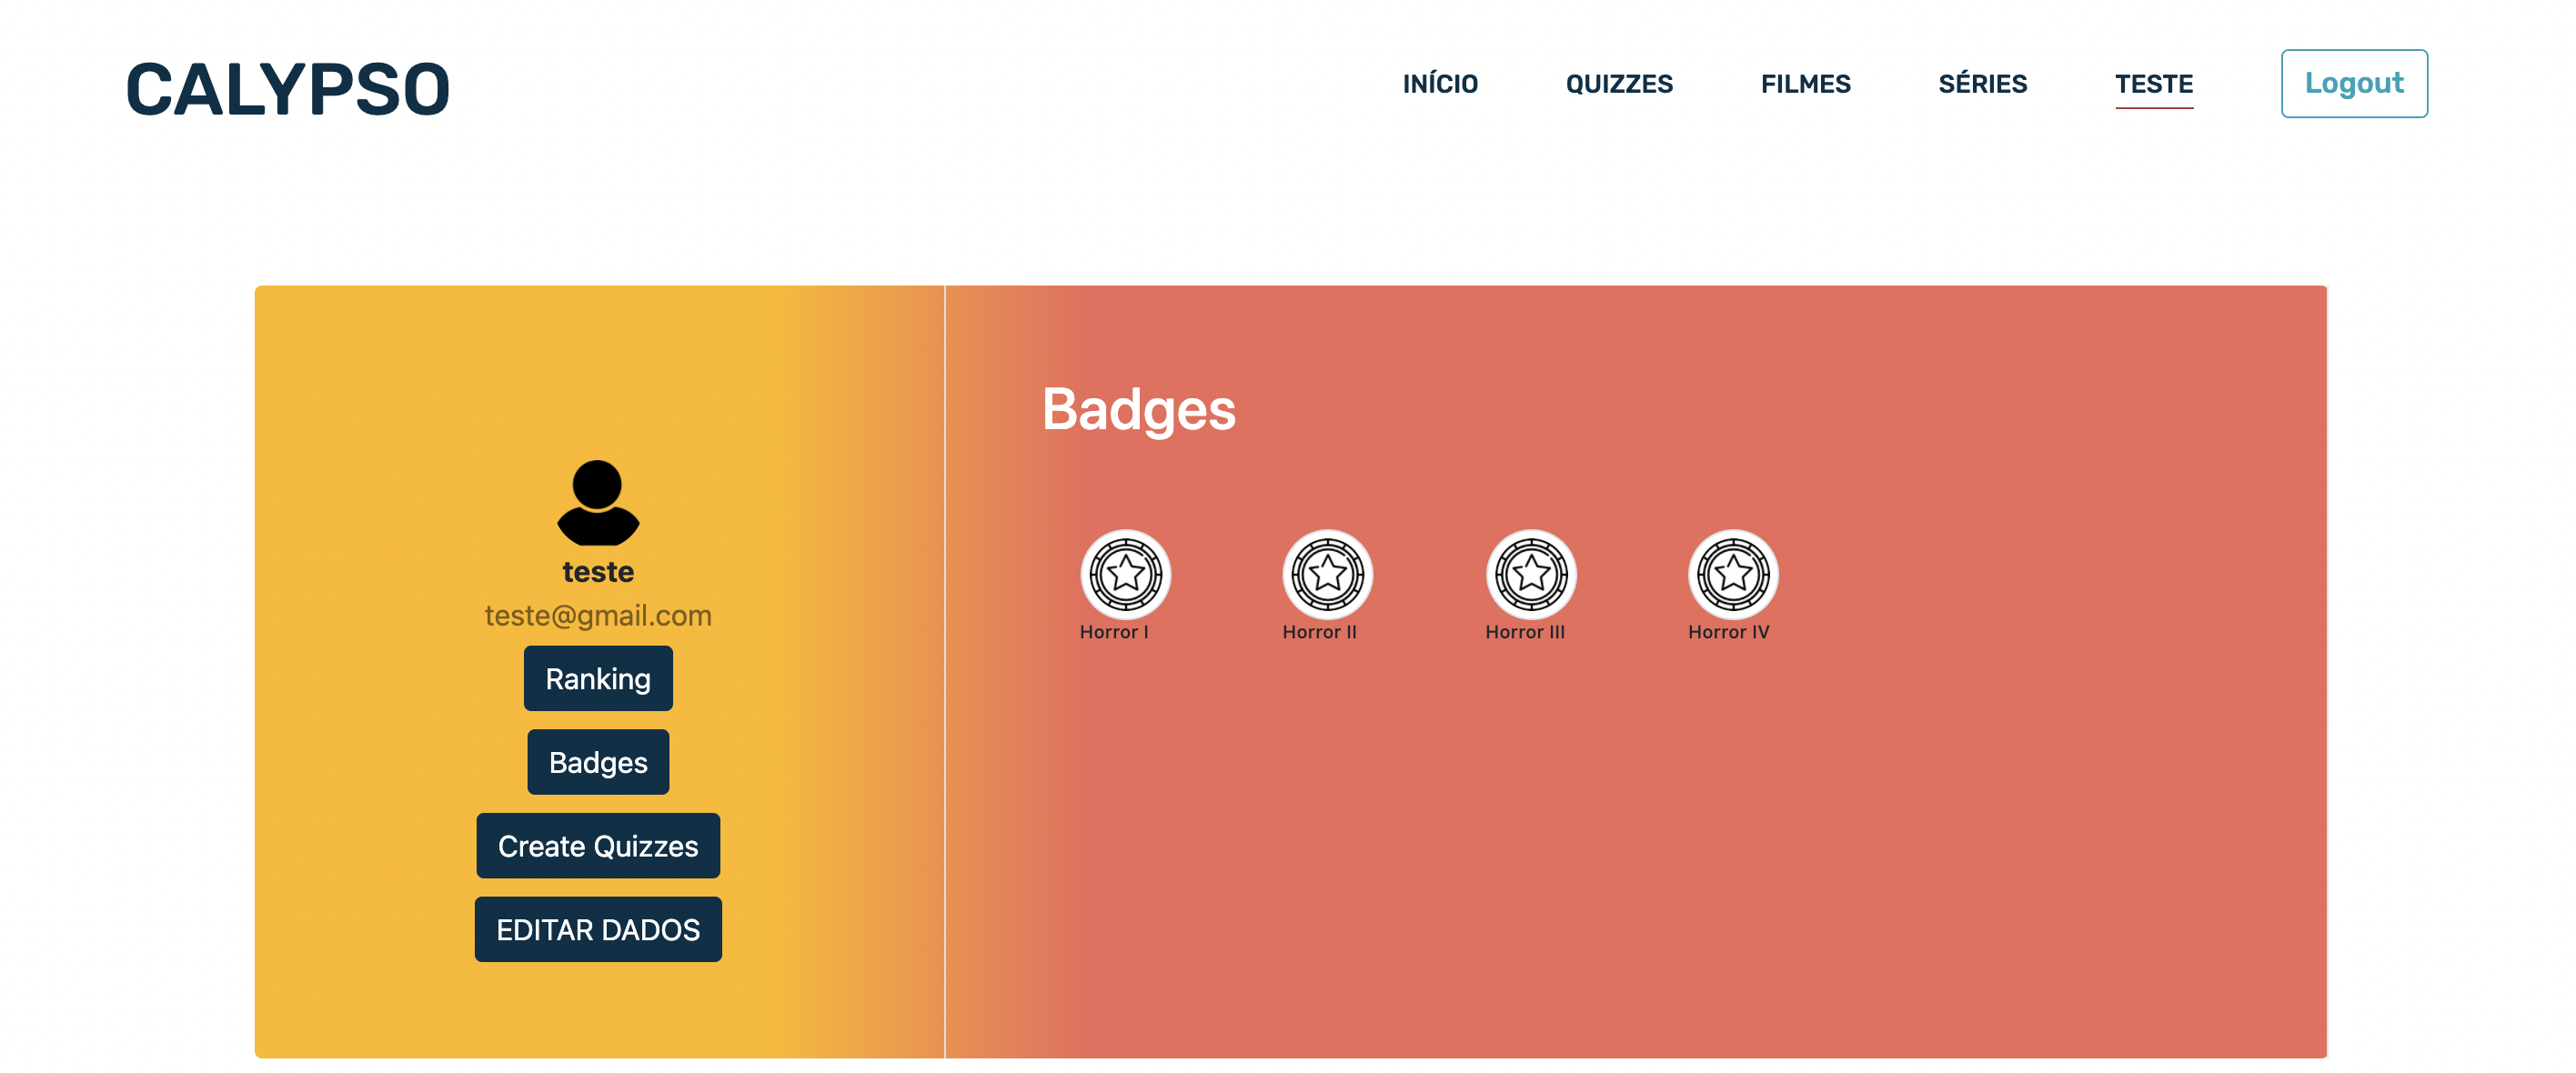 CALYPSO
INÍCIO QUIZZES FILMES SÉRIES TESTE Logout
teste
teste@gmail.com
Ranking
Badges
Create Quizzes
EDITAR DADOS
Badges
Horror I Horror II Horror III Horror IV